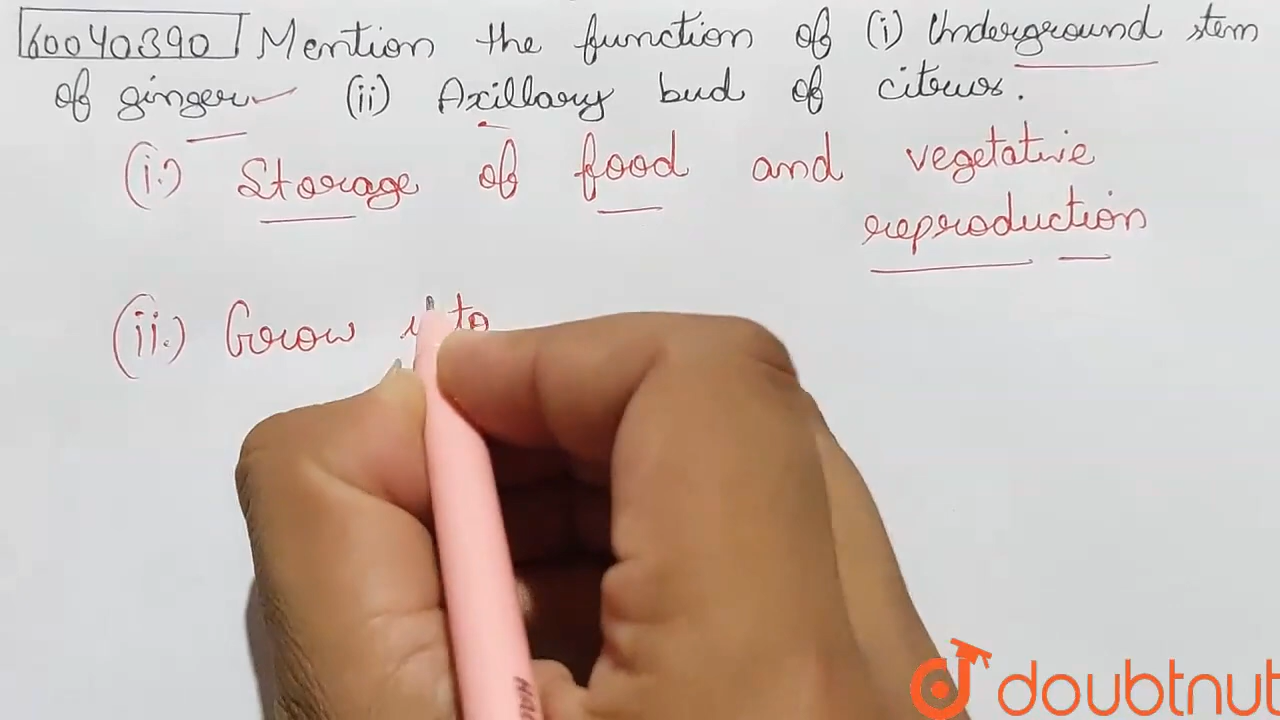 60040390 Mention the function of (i) Underground stem
of ginger (ii) Axillary bud of citrus.
(i.) Storage of food and vegetative
reproduction
(ii.) Grow to
doubtnut